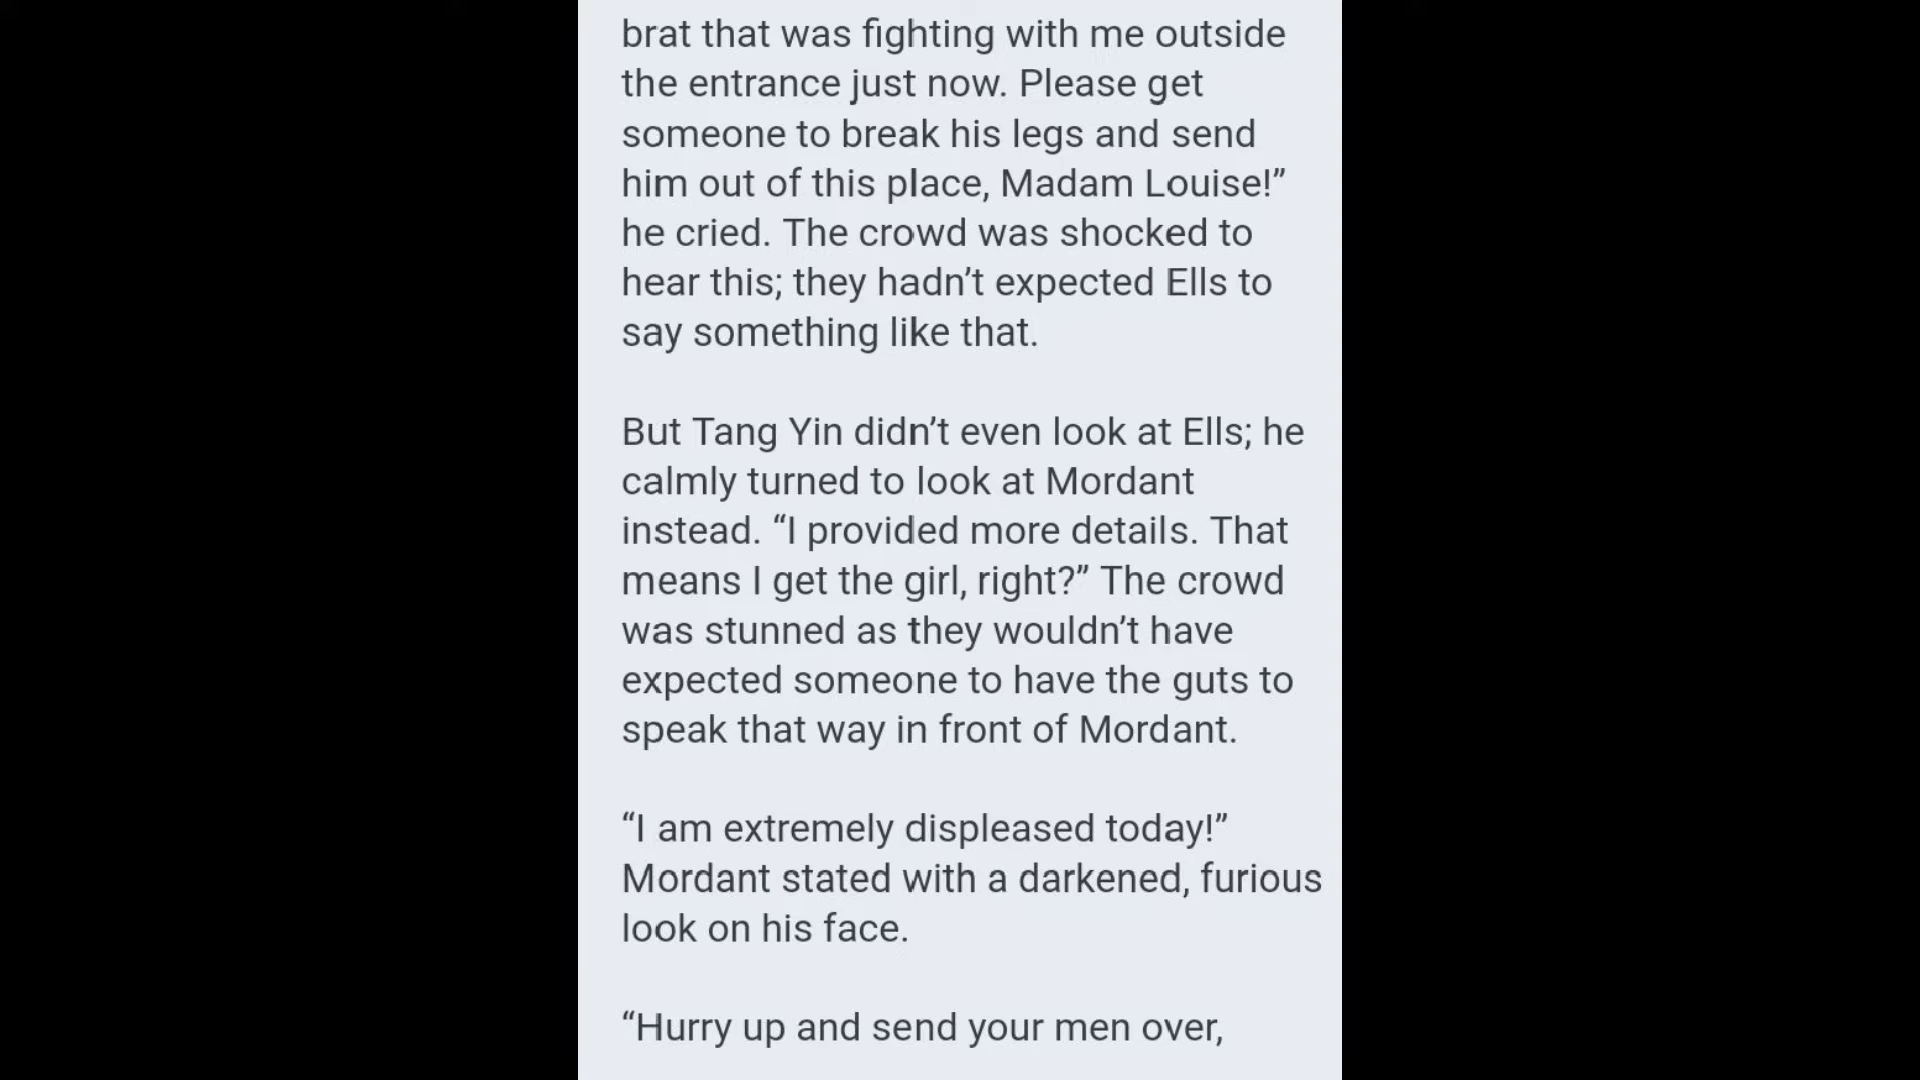 brat that was fighting with me outside
the entrance just now. Please get
someone to break his legs and send
him out of this place, Madam Louise!”
he cried. The crowd was shocked to
hear this; they hadn’t expected Ells to
say something like that.
But Tang Yin didn’t even look at Ells; he
calmly turned to look at Mordant
instead. “I provided more details. That
means I get the girl, right?” The crowd
was stunned as they wouldn’t have
expected someone to have the guts to
speak that way in front of Mordant.
“I am extremely displeased today!”
Mordant stated with a darkened, furious
look on his face.
“Hurry up and send your men over,